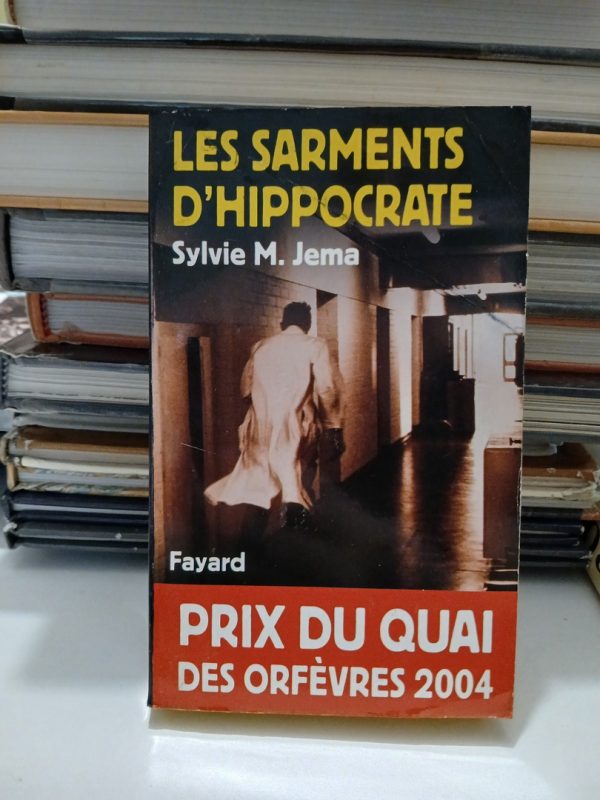 LES SARMENTS
D'HIPPOCRATE
Sylvie M. Jema
Fayard
PRIX DU QUAI
DES ORFÈVRES 2004